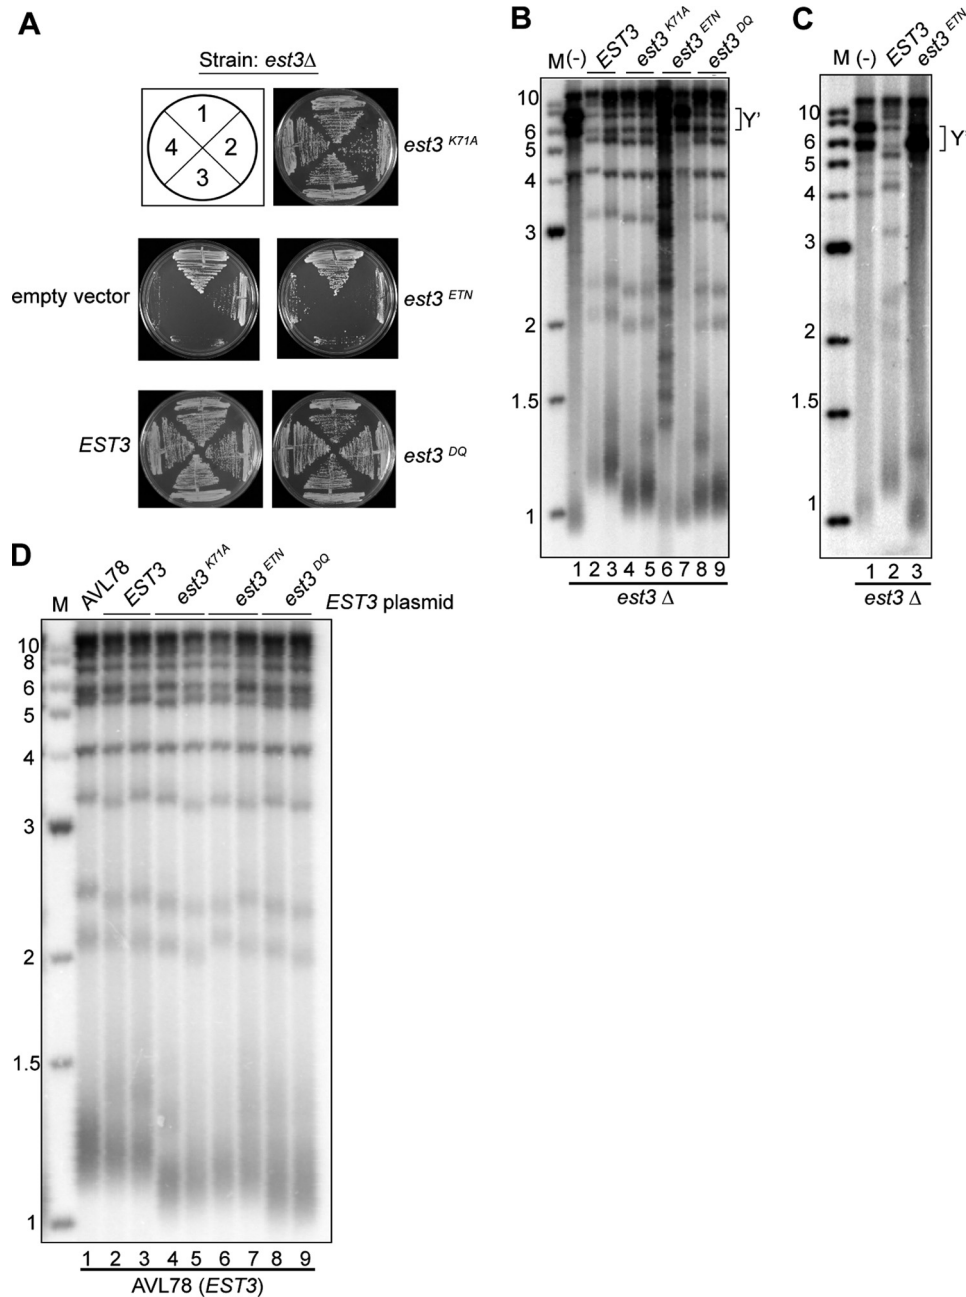 A
Strain: est3Δ
1
4 2
3
est3 K71A
empty vector
est3 ETN
EST3
est3 DQ
B
M (-) EST3 est3 K71A est3 ETN est3 DQ
10
6
5
4
3
2
1.5
1
Y'
1 2 3 4 5 6 7 8 9
est3 Δ
C
M (-) EST3 est3 ETN
10
6
5
4
3
2
1.5
1
Y'
1 2 3
est3 Δ
D
M AVL78 EST3 est3 K71A est3 ETN est3 DQ EST3 plasmid
10
8
6
5
4
3
2
1.5
1
1 2 3 4 5 6 7 8 9
AVL78 (EST3)